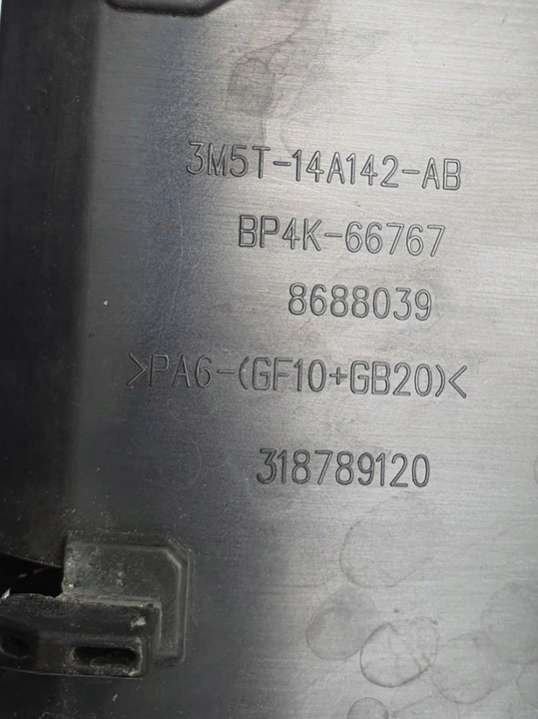 3M5T-14A142-AB
BP4K-66767
8688039
>PA6-(GF10+GB20)<
318789120